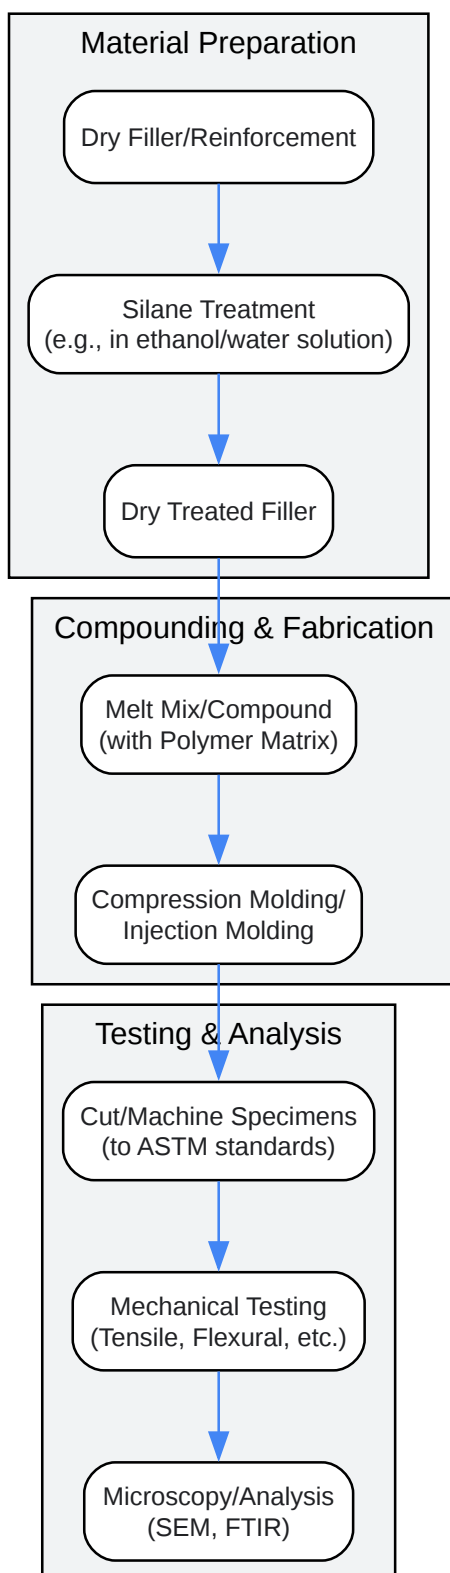 Material Preparation
Dry Filler/Reinforcement
Silane Treatment
(e.g., in ethanol/water solution)
Dry Treated Filler
Compounding & Fabrication
Melt Mix/Compound
(with Polymer Matrix)
Compression Molding/
Injection Molding
Testing & Analysis
Cut/Machine Specimens
(to ASTM standards)
Mechanical Testing
(Tensile, Flexural, etc.)
Microscopy/Analysis
(SEM, FTIR)